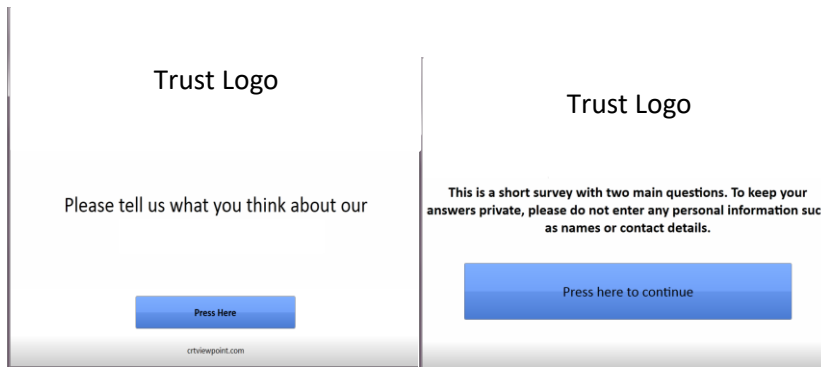 Trust Logo
Please tell us what you think about our
Press Here
crtviewpoint.com
Trust Logo
This is a short survey with two main questions. To keep your
answers private, please do not enter any personal information suc
as names or contact details.
Press here to continue